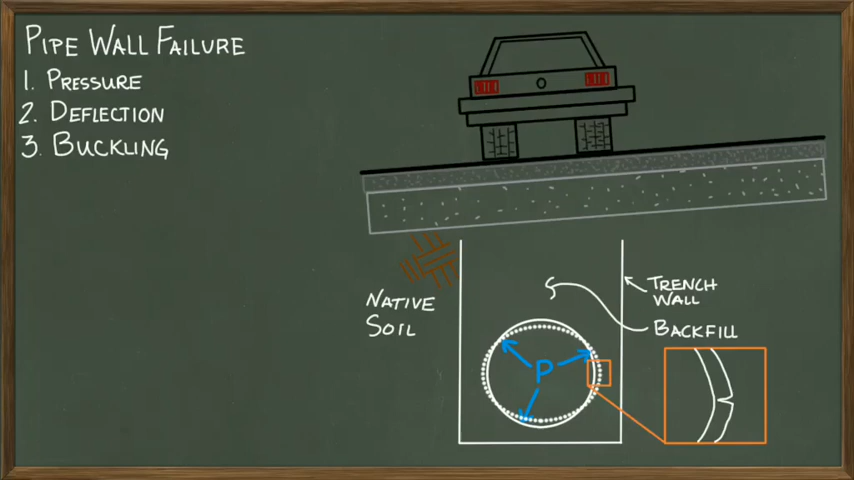 PIPE WALL FAILURE
1. PRESSURE
2. DEFLECTION
3. BUCKLING
NATIVE
SOIL
TRENCH
WALL
BACKFILL
P